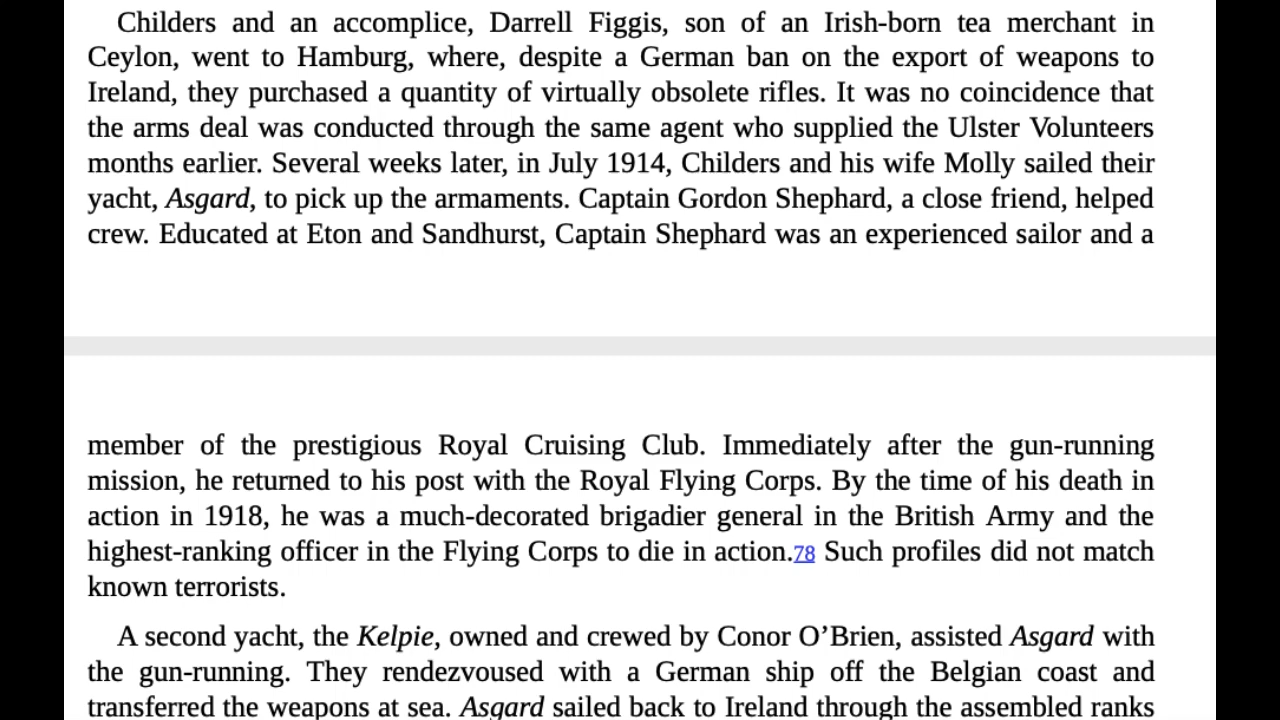 Childers and an accomplice, Darrell Figgis, son of an Irish-born tea merchant in
Ceylon, went to Hamburg, where, despite a German ban on the export of weapons to
Ireland, they purchased a quantity of virtually obsolete rifles. It was no coincidence that
the arms deal was conducted through the same agent who supplied the Ulster Volunteers
months earlier. Several weeks later, in July 1914, Childers and his wife Molly sailed their
yacht, Asgard, to pick up the armaments. Captain Gordon Shephard, a close friend, helped
crew. Educated at Eton and Sandhurst, Captain Shephard was an experienced sailor and a
member of the prestigious Royal Cruising Club. Immediately after the gun-running
mission, he returned to his post with the Royal Flying Corps. By the time of his death in
action in 1918, he was a much-decorated brigadier general in the British Army and the
highest-ranking officer in the Flying Corps to die in action.78 Such profiles did not match
known terrorists.
A second yacht, the Kelpie, owned and crewed by Conor O’Brien, assisted Asgard with
the gun-running. They rendezvoused with a German ship off the Belgian coast and
transferred the weapons at sea. Asgard sailed back to Ireland through the assembled ranks